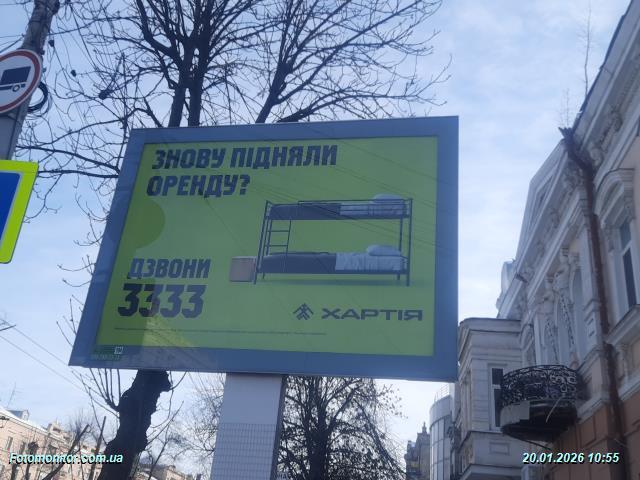 ЗНОВУ ПІДНЯЛИ
ОРЕНДУ?
ДЗВОНИ
3333
ХАРТІЯ
Fotomonitor.com.ua
20.01.2026 10:55